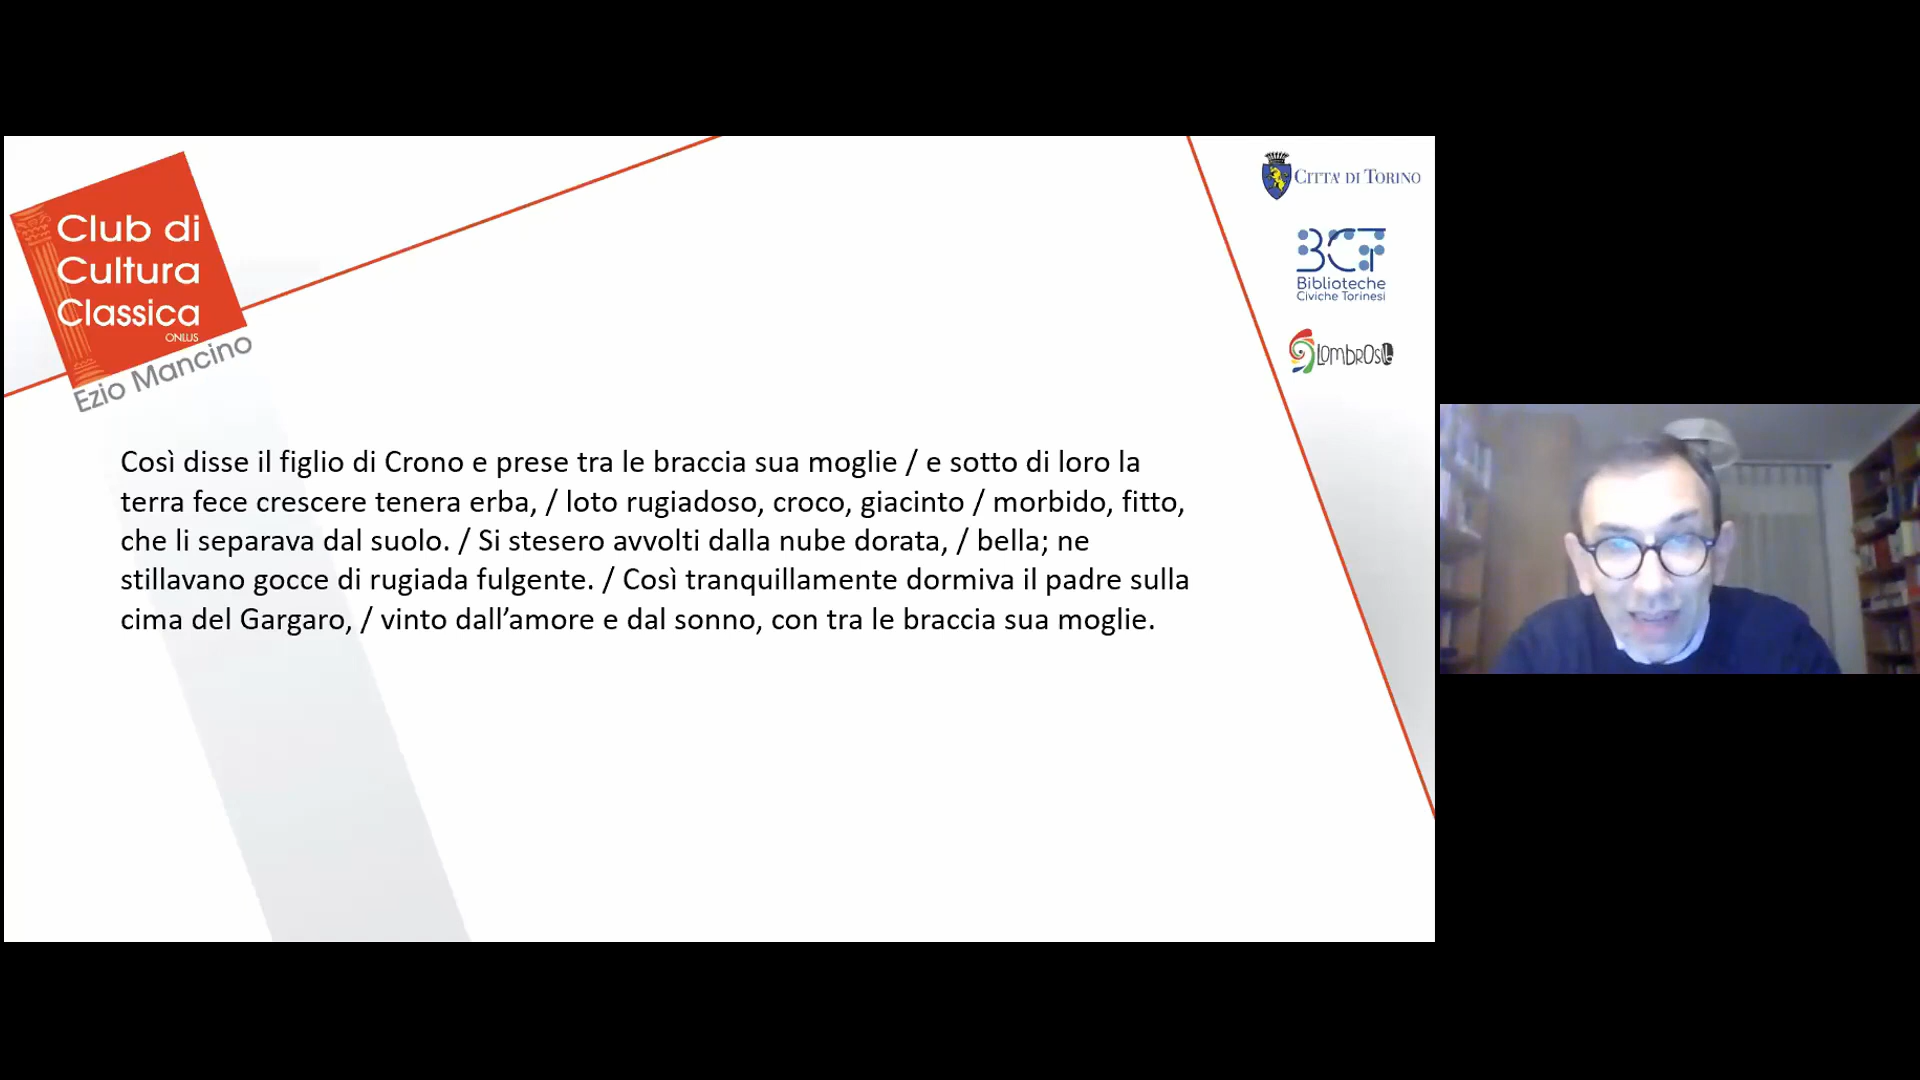 Club di
Cultura
Classica
ONLUS
Ezio Mancino
CITTA' DI TORINO
BCT
Biblioteche
Civiche Torinesi
LOMBROSO
Così disse il figlio di Crono e prese tra le braccia sua moglie / e sotto di loro la
terra fece crescere tenera erba, / loto rugiadoso, croco, giacinto / morbido, fitto,
che li separava dal suolo. / Si stesero avvolti dalla nube dorata, / bella; ne
stillavano gocce di rugiada fulgente. / Così tranquillamente dormiva il padre sulla
cima del Gargaro, / vinto dall’amore e dal sonno, con tra le braccia sua moglie.